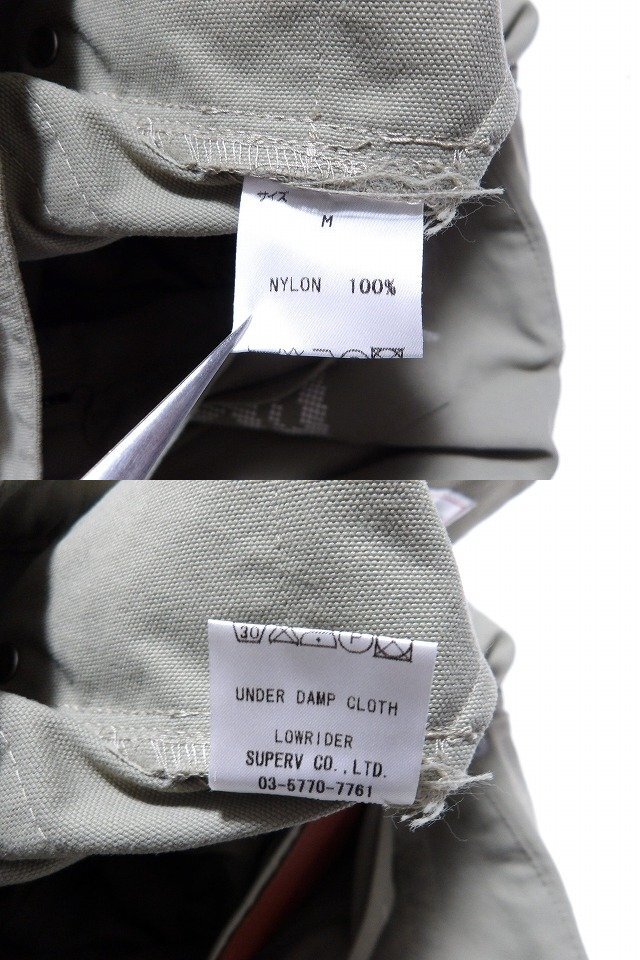 サイズ
M
NYLON 100%
30 P
UNDER DAMP CLOTH
LOWRIDER
SUPERV CO.,LTD.
03-5770-7761